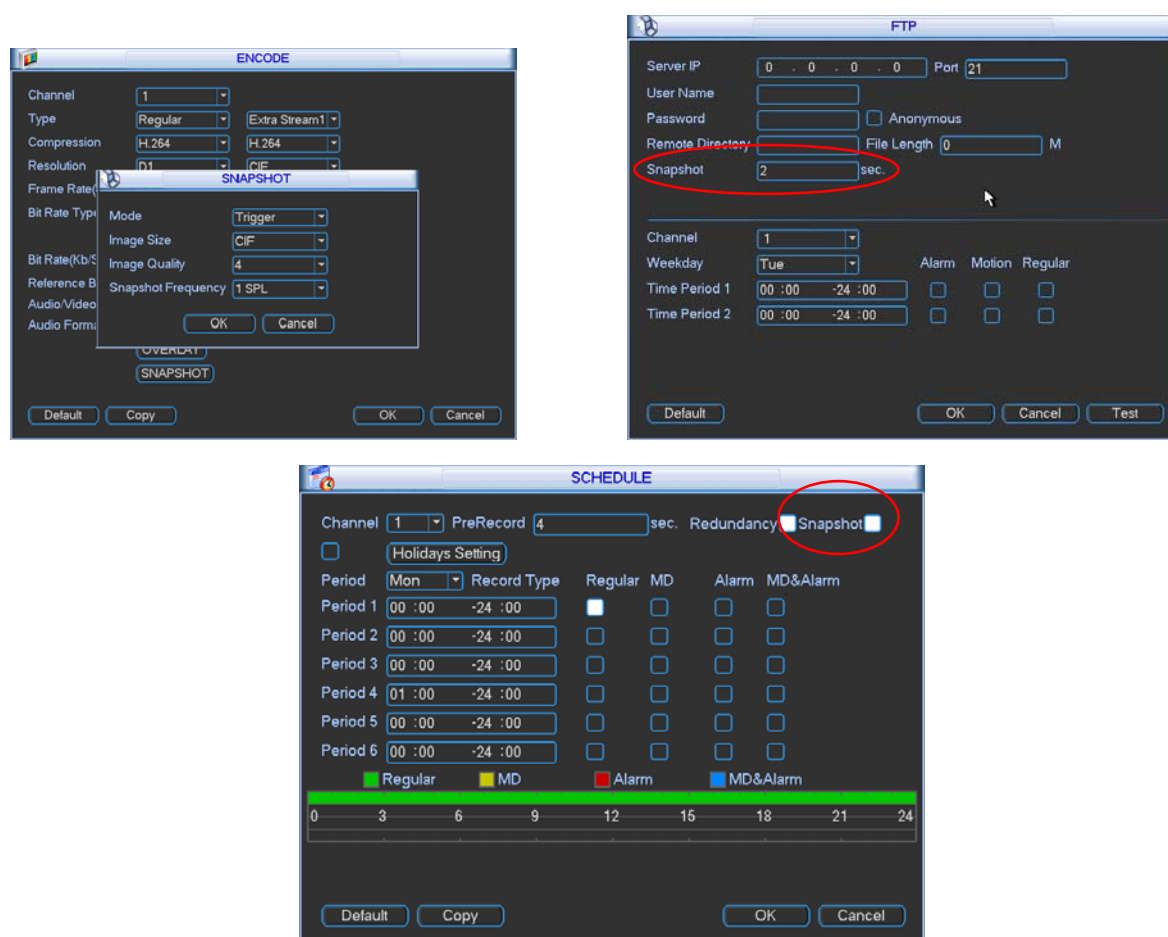 ENCODE
Channel 1
Type Regular Extra Stream1
Compression H.264 H.264
Resolution D1 CIF
Frame Rate(
Bit Rate Type
Bit Rate(Kb/S
Reference B
Audio/Video
Audio Forma
SNAPSHOT
Mode Trigger
Image Size CIF
Image Quality 4
Snapshot Frequency 1 SPL
OK Cancel
OVERLAY
SNAPSHOT
Default Copy OK Cancel
FTP
Server IP 0 . 0 . 0 . 0 Port 21
User Name
Password Anonymous
Remote Directory File Length 0 M
Snapshot 2 sec.
Channel 1
Weekday Tue Alarm Motion Regular
Time Period 1 00 :00 -24 :00
Time Period 2 00 :00 -24 :00
Default OK Cancel Test
SCHEDULE
Channel 1 PreRecord 4 sec. Redundancy Snapshot
Holidays Setting
Period Mon Record Type Regular MD Alarm MD&Alarm
Period 1 00 :00 -24 :00
Period 2 00 :00 -24 :00
Period 3 00 :00 -24 :00
Period 4 01 :00 -24 :00
Period 5 00 :00 -24 :00
Period 6 00 :00 -24 :00
Regular MD Alarm MD&Alarm
0 3 6 9 12 15 18 21 24
Default Copy OK Cancel